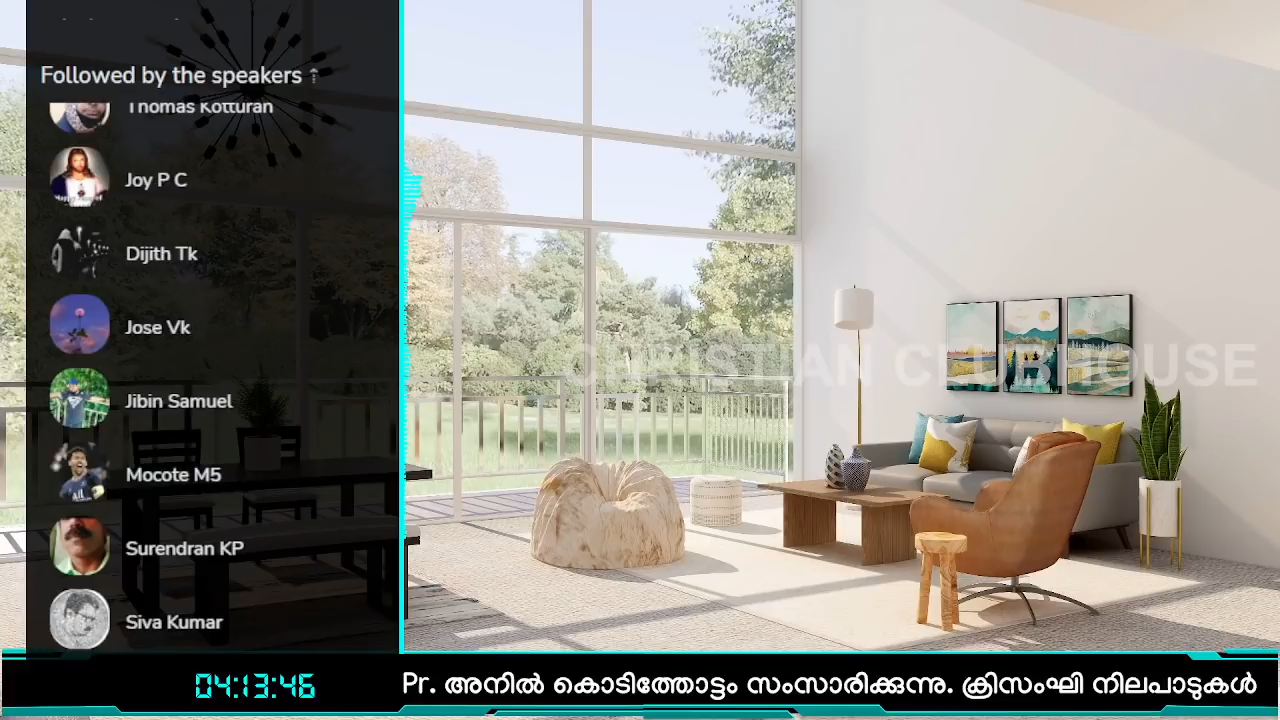 Followed by the speakers
Thomas Kotturan
Joy P C
Dijith Tk
Jose Vk
Jibin Samuel
Mocote M5
Surendran KP
Siva Kumar
CHRISTIAN CLUBHOUSE
04:13:46
Pr. അനിൽ കൊടിത്തോട്ടം സംസാരിക്കുന്നു. ക്രിസംഘി നിലപാടുകൾ